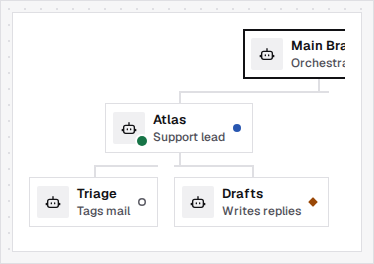 Main Bra
Orchestra
Atlas
Support lead
Triage
Tags mail
Drafts
Writes replies